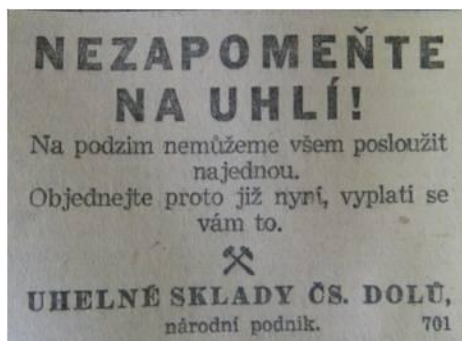 NEZAPOMEŇTE
NA UHLÍ!
Na podzim nemůžeme všem posloužit
najednou.
Objednejte proto již nyní, vyplatí se
vám to.
UHELNÉ SKLADY ČS. DOLŮ,
národní podnik. 701